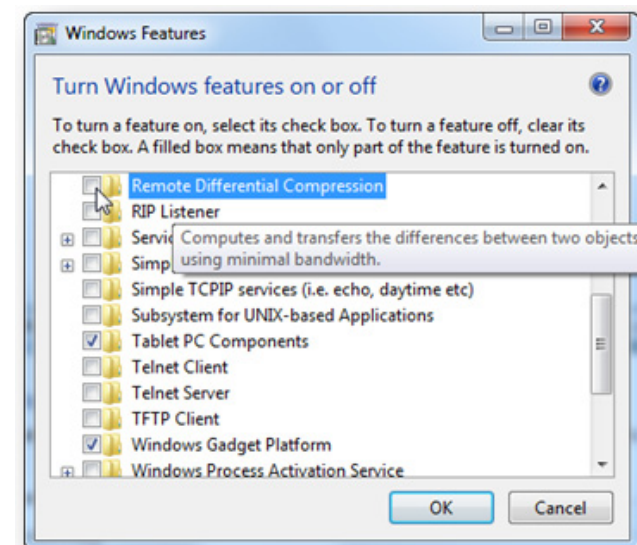 Windows Features
Turn Windows features on or off
To turn a feature on, select its check box. To turn a feature off, clear its
check box. A filled box means that only part of the feature is turned on.
Remote Differential Compression
RIP Listener
Servic
Computes and transfers the differences between two objects
Simp
using minimal bandwidth.
Simple TCPIP services (i.e. echo, daytime etc)
Subsystem for UNIX-based Applications
Tablet PC Components
Telnet Client
Telnet Server
TFTP Client
Windows Gadget Platform
Windows Process Activation Service
OK Cancel